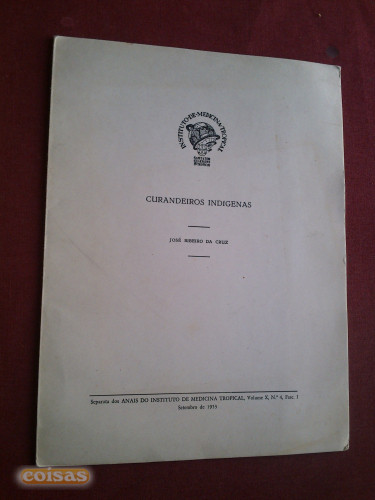 INSTITUTO·DE·MEDICINA·TROPICAL
CURANDEIROS INDIGENAS
JOSÉ RIBEIRO DA CRUZ
Separata dos ANAIS DO INSTITUTO DE MEDICINA TROPICAL, Volume X, N.º 4, Fasc. I
Setembro de 1953
coisas